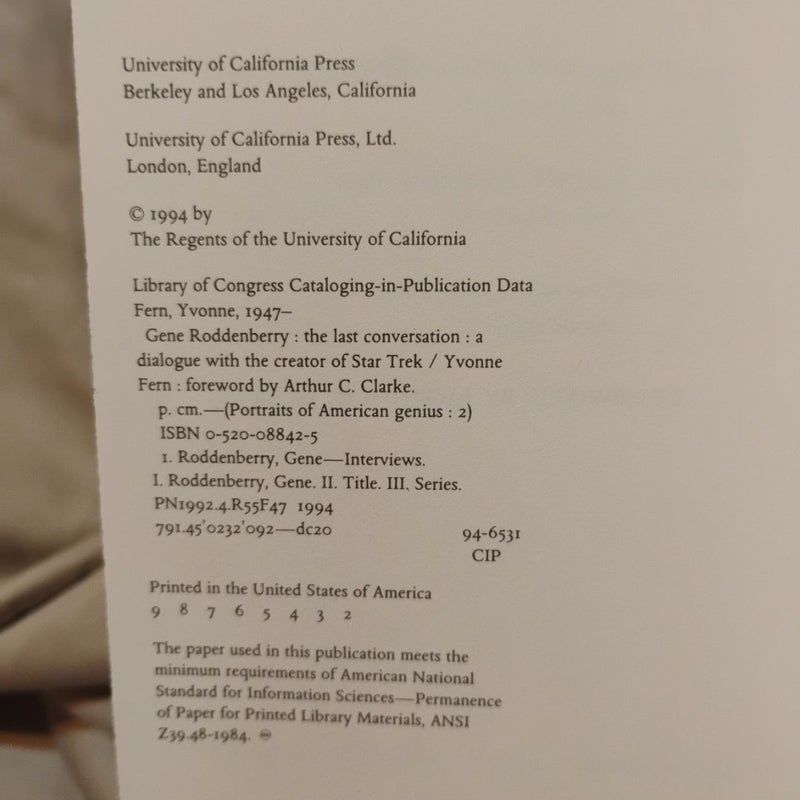 University of California Press
Berkeley and Los Angeles, California
University of California Press, Ltd.
London, England
© 1994 by
The Regents of the University of California
Library of Congress Cataloging-in-Publication Data
Fern, Yvonne, 1947–
Gene Roddenberry : the last conversation : a
dialogue with the creator of Star Trek / Yvonne
Fern : foreword by Arthur C. Clarke.
p. cm.—(Portraits of American genius : 2)
ISBN 0-520-08842-5
1. Roddenberry, Gene—Interviews.
I. Roddenberry, Gene. II. Title. III. Series.
PN1992.4.R55F47 1994
791.45'0232'092—dc20
94-6531
CIP
Printed in the United States of America
9 8 7 6 5 4 3 2
The paper used in this publication meets the
minimum requirements of American National
Standard for Information Sciences—Permanence
of Paper for Printed Library Materials, ANSI
Z39.48-1984. ♾